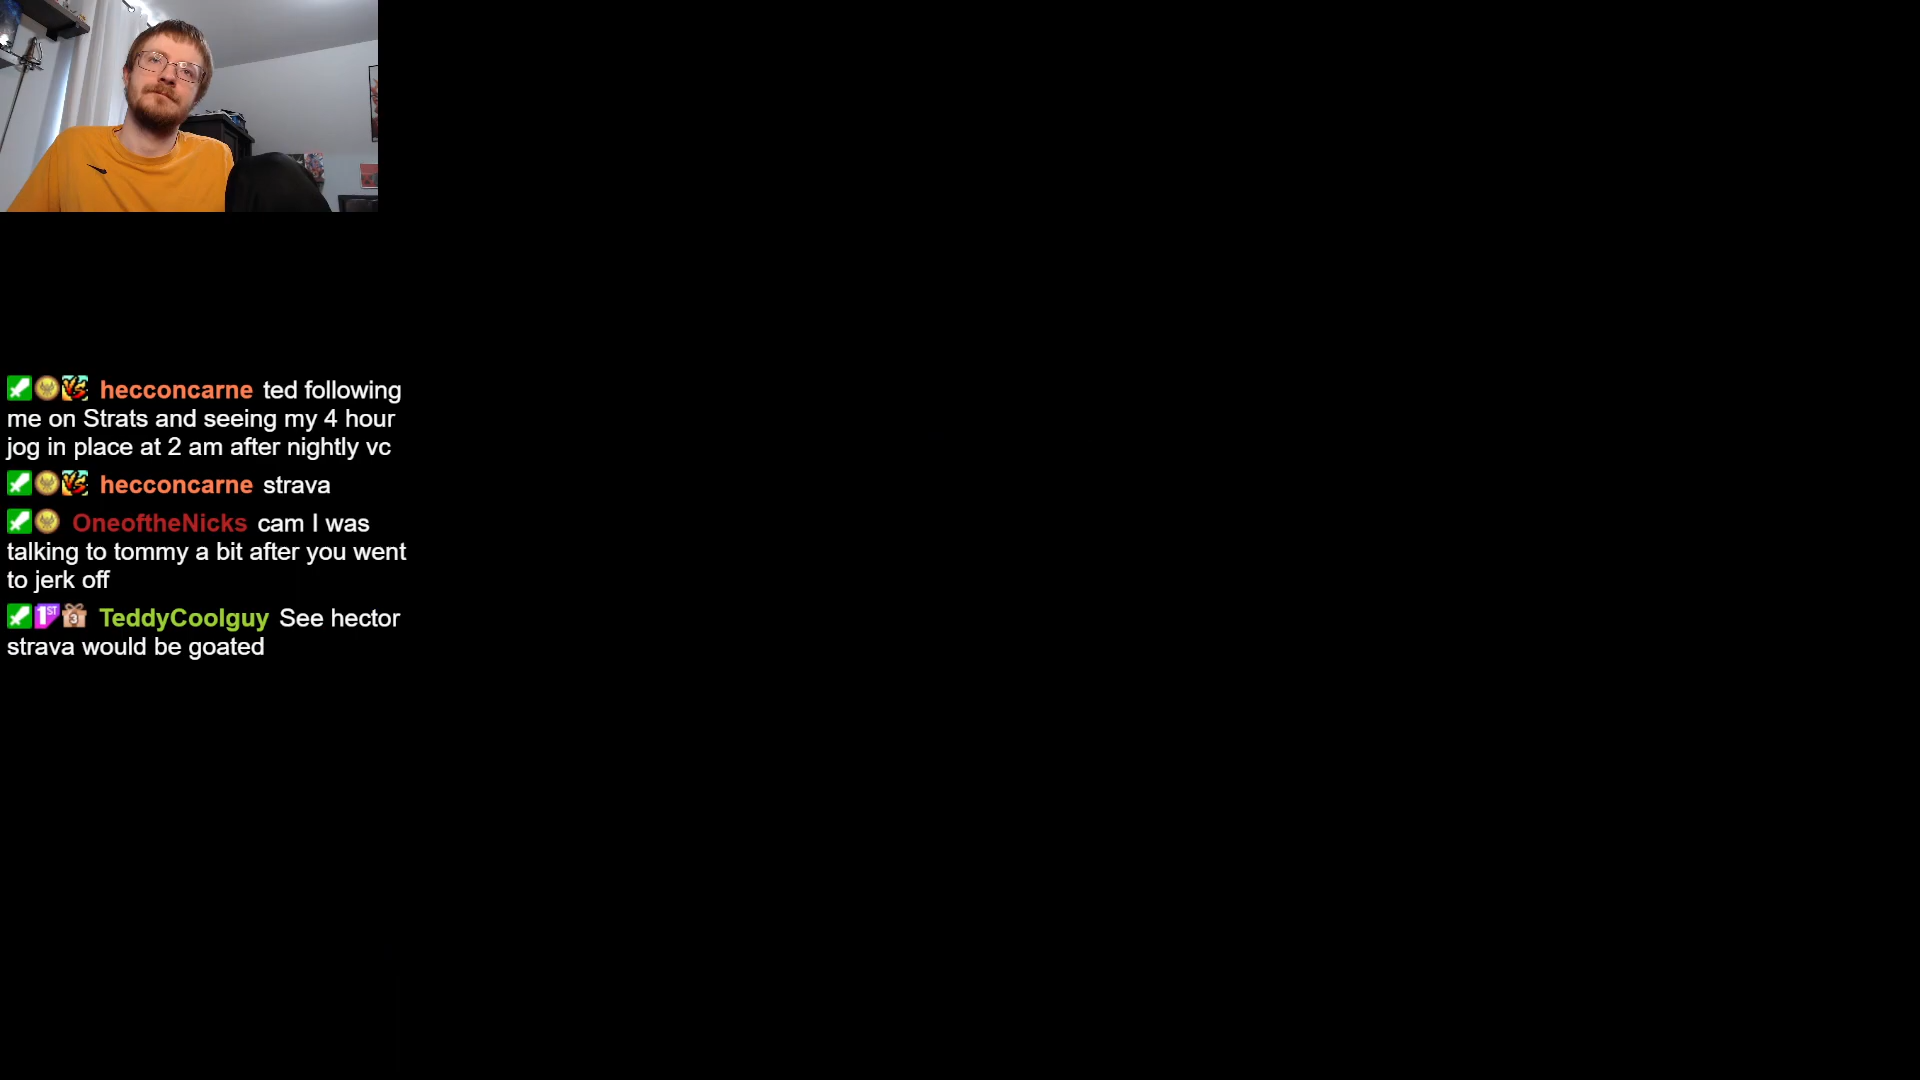 hecconcarne ted following
me on Strats and seeing my 4 hour
jog in place at 2 am after nightly vc
hecconcarne strava
OneoftheNicks cam I was
talking to tommy a bit after you went
to jerk off
1ST 3 TeddyCoolguy See hector
strava would be goated